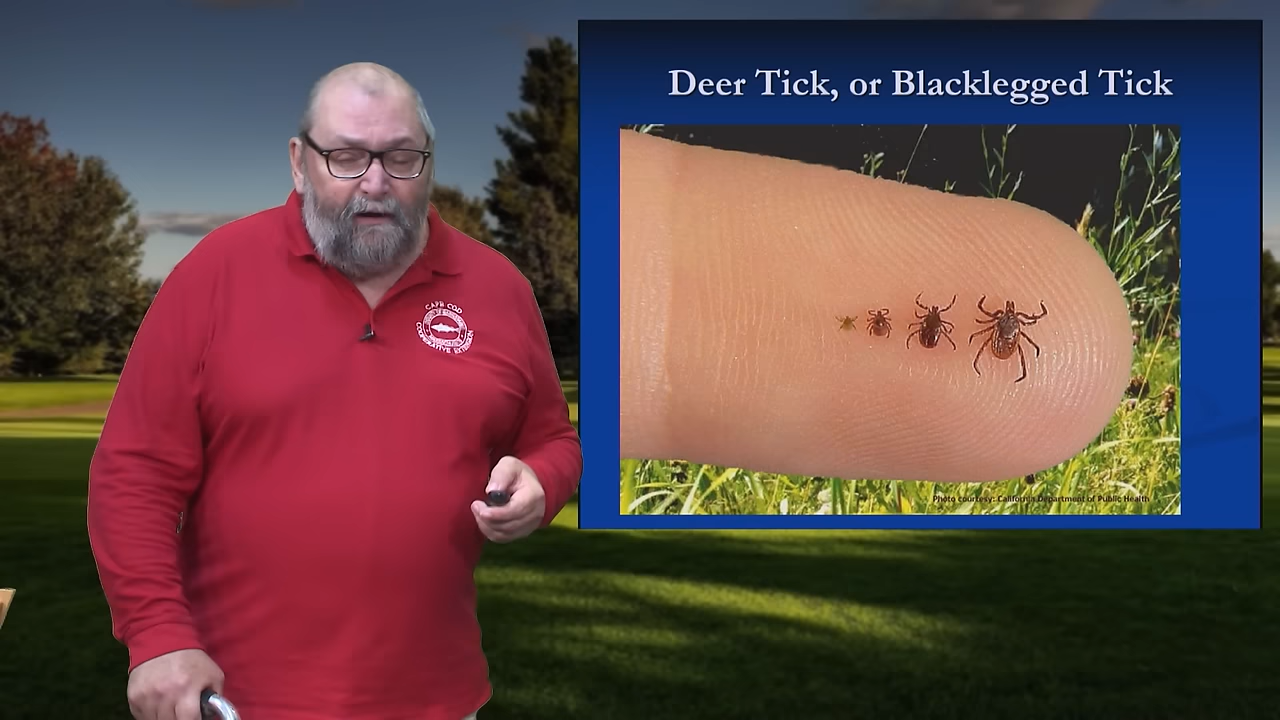 Deer Tick, or Blacklegged Tick
CAPE COD
COOPERATIVE EXTENSION
Photo courtesy: California Department of Public Health